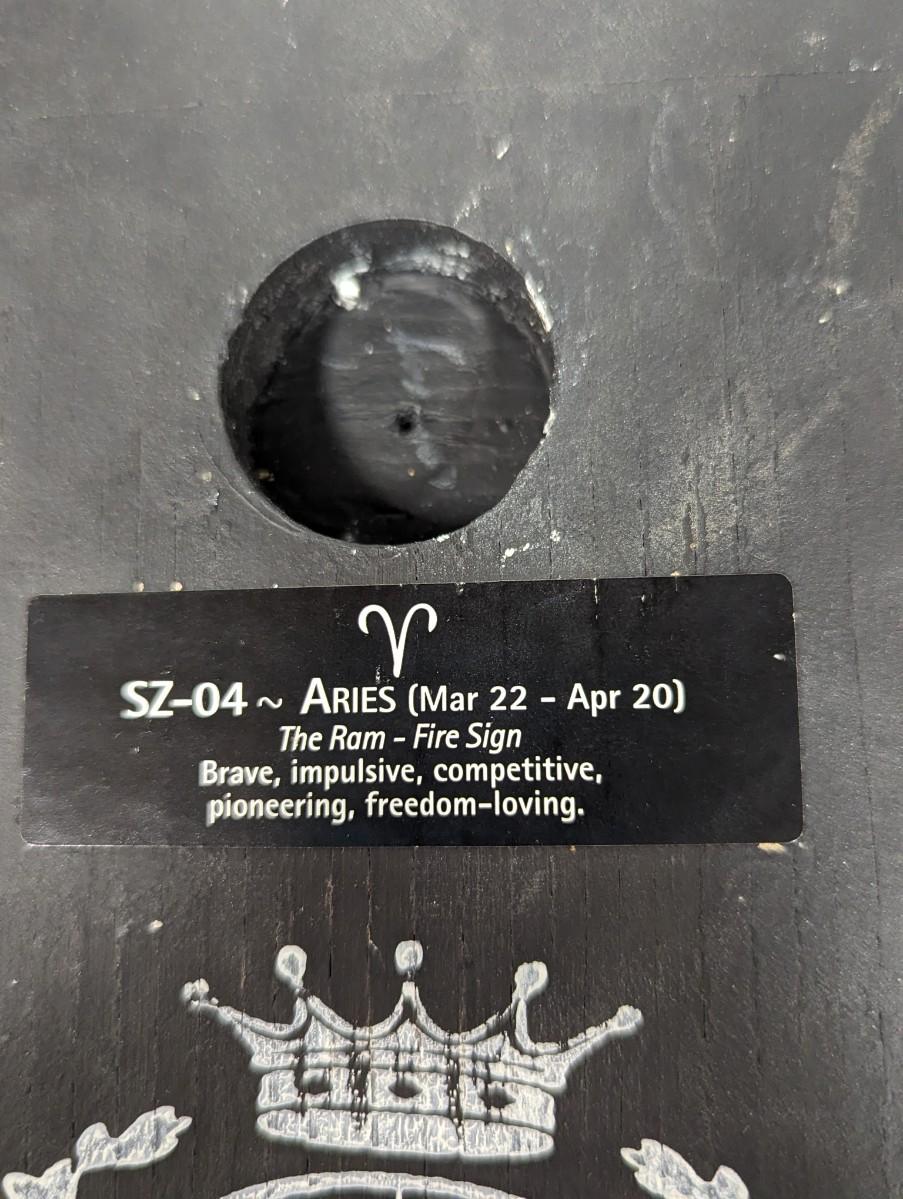 SZ-04 ~ ARIES (Mar 22 - Apr 20)
The Ram - Fire Sign
Brave, impulsive, competitive,
pioneering, freedom-loving.